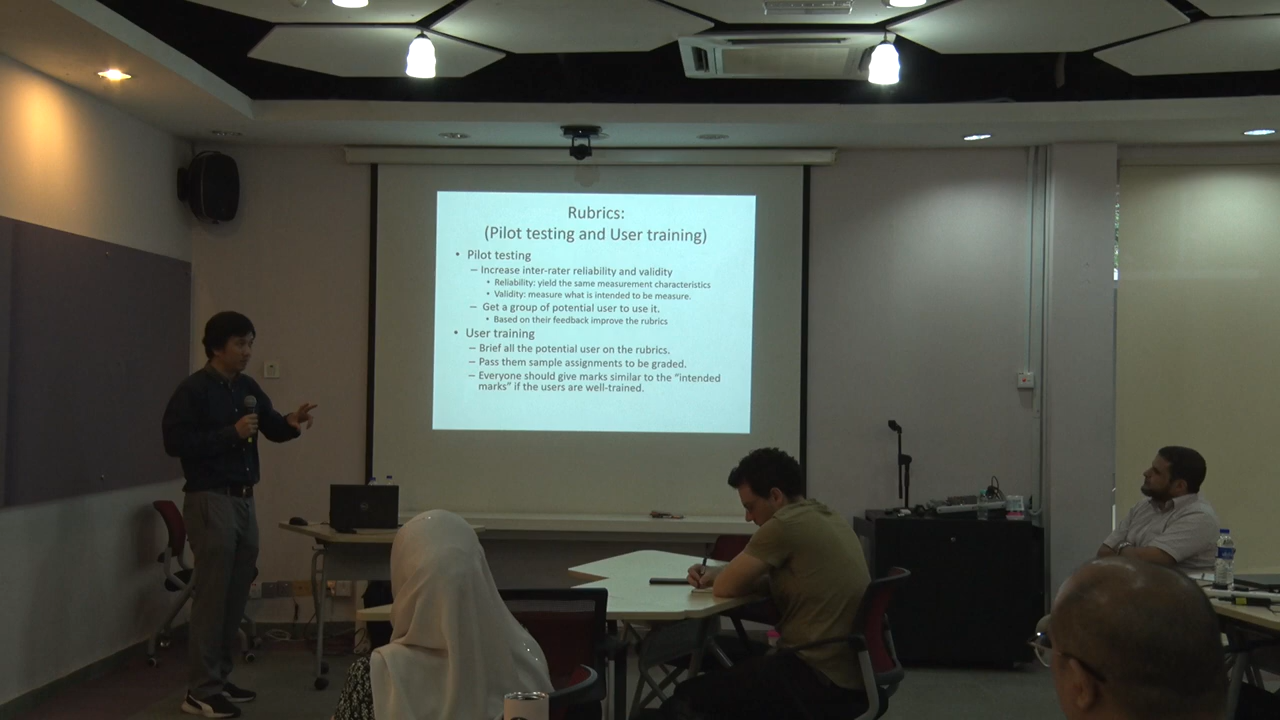 Rubrics:
(Pilot testing and User training)
• Pilot testing
– Increase inter-rater reliability and validity
• Reliability: yield the same measurement characteristics
• Validity: measure what is intended to be measure.
– Get a group of potential user to use it.
• Based on their feedback improve the rubrics
• User training
– Brief all the potential user on the rubrics.
– Pass them sample assignments to be graded.
– Everyone should give marks similar to the “intended
marks” if the users are well-trained.